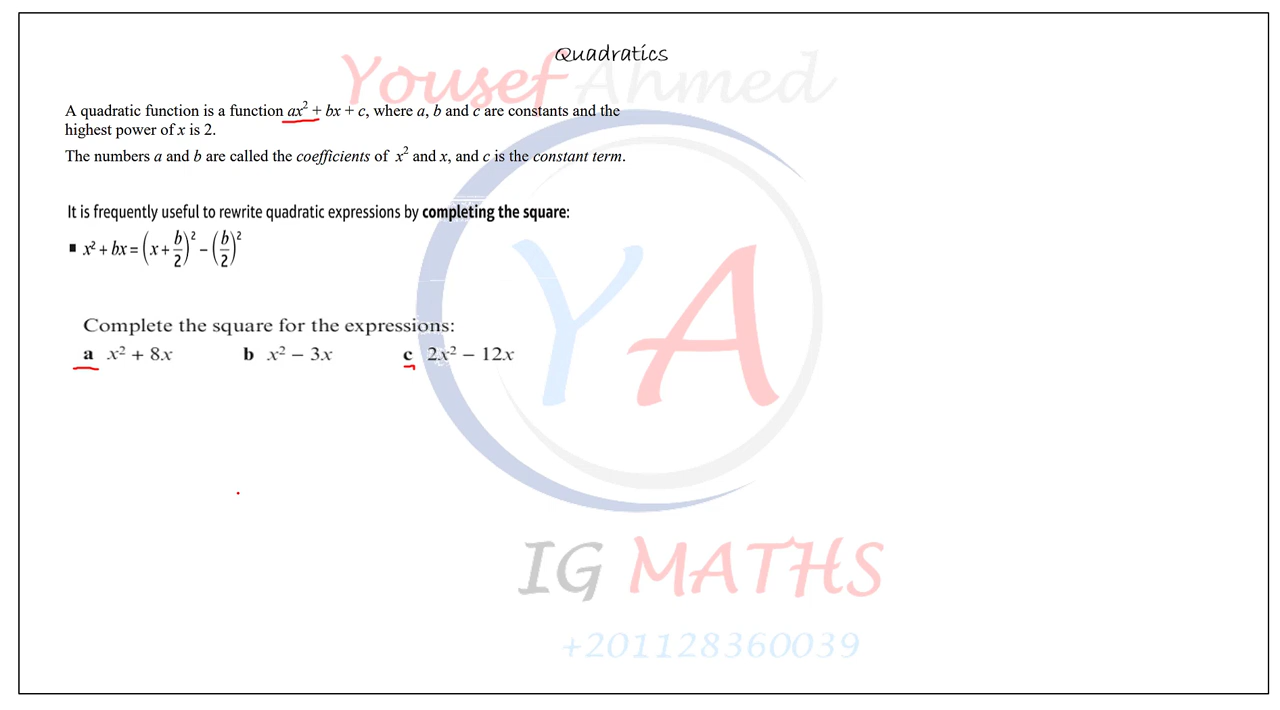 Quadratics
Yousef Ahmed
A quadratic function is a function ax² + bx + c, where a, b and c are constants and the
highest power of x is 2.
The numbers a and b are called the coefficients of x² and x, and c is the constant term.
It is frequently useful to rewrite quadratic expressions by completing the square:
■ x² + bx = (x + b/2)² − (b/2)²
YA
Complete the square for the expressions:
a x² + 8x b x² − 3x c 2x² − 12x
IG MATHS
+201128360039